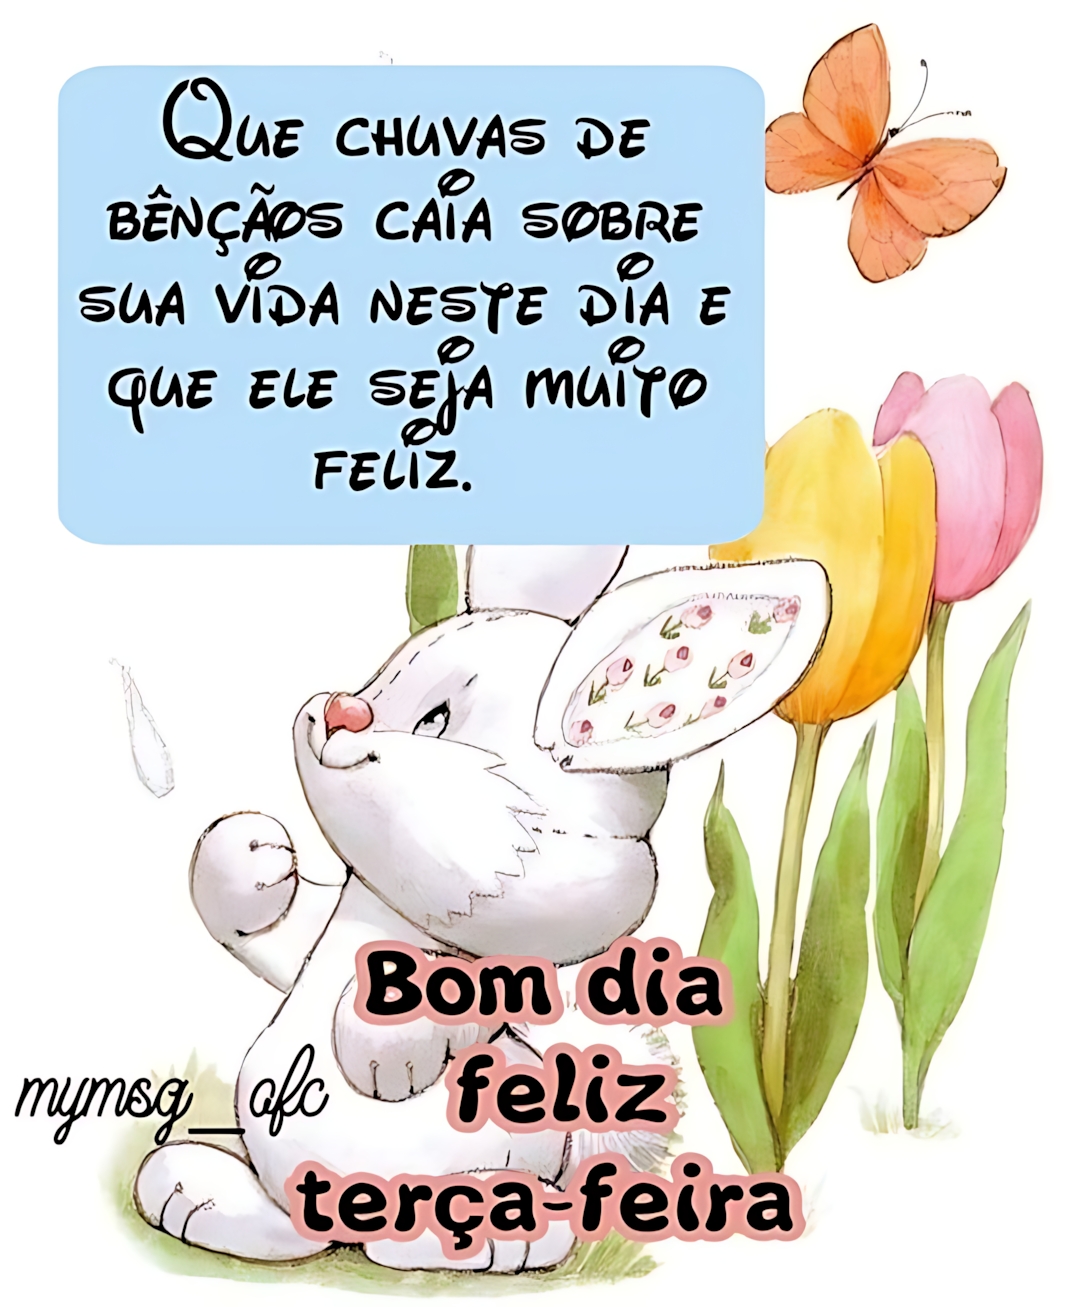 Que chuvas de
bênçãos caia sobre
sua vida neste dia e
que ele seja muito
feliz.
Bom dia
feliz
mymsg__ofc
terça-feira